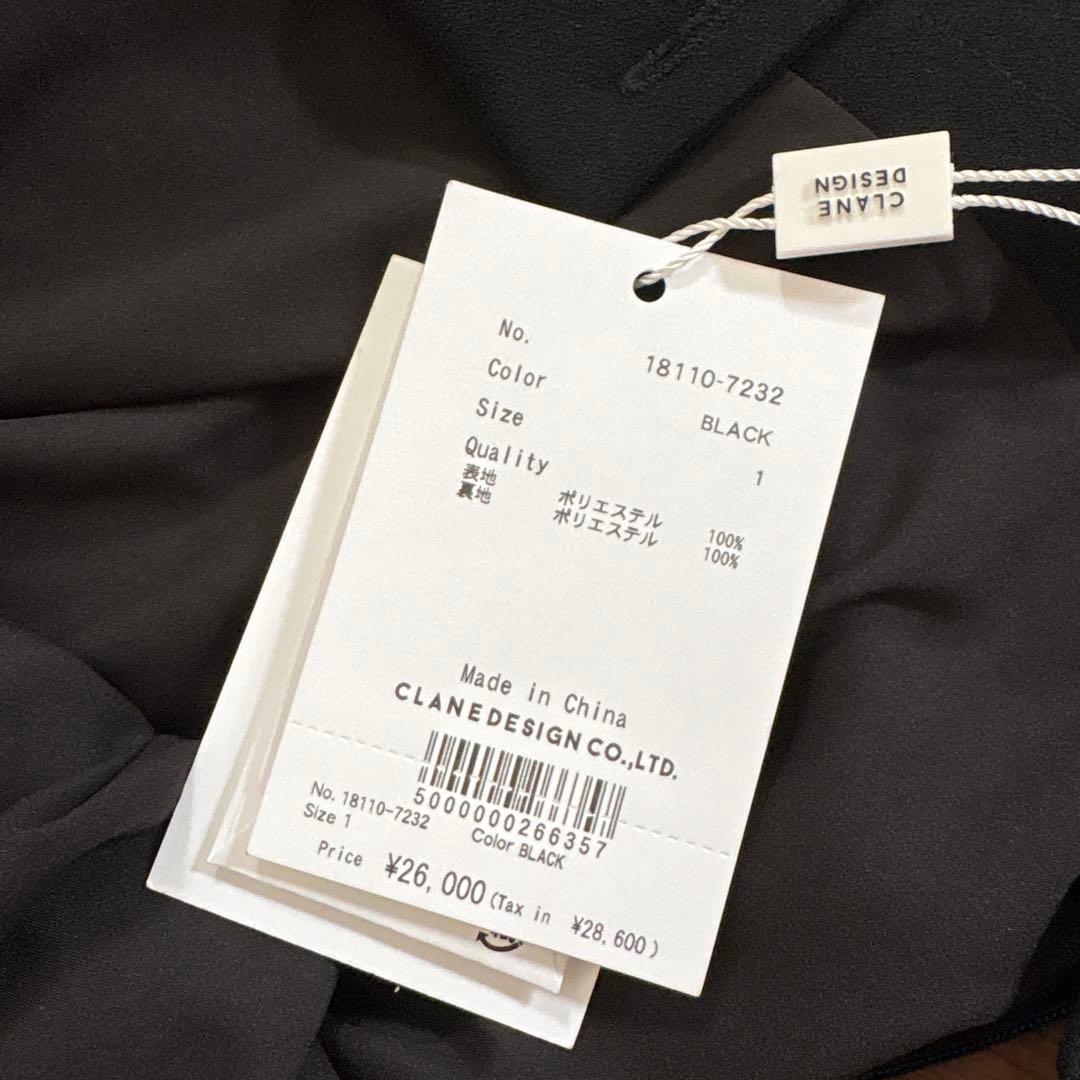 CLANE
DESIGN
No. 18110-7232
Color BLACK
Size 1
Quality
表地 ポリエステル 100%
裏地 ポリエステル 100%
Made in China
CLANE DESIGN CO.,LTD.
5000000266357
No. 18110-7232
Size 1 Color BLACK
Price ¥26,000 (Tax in ¥28,600)